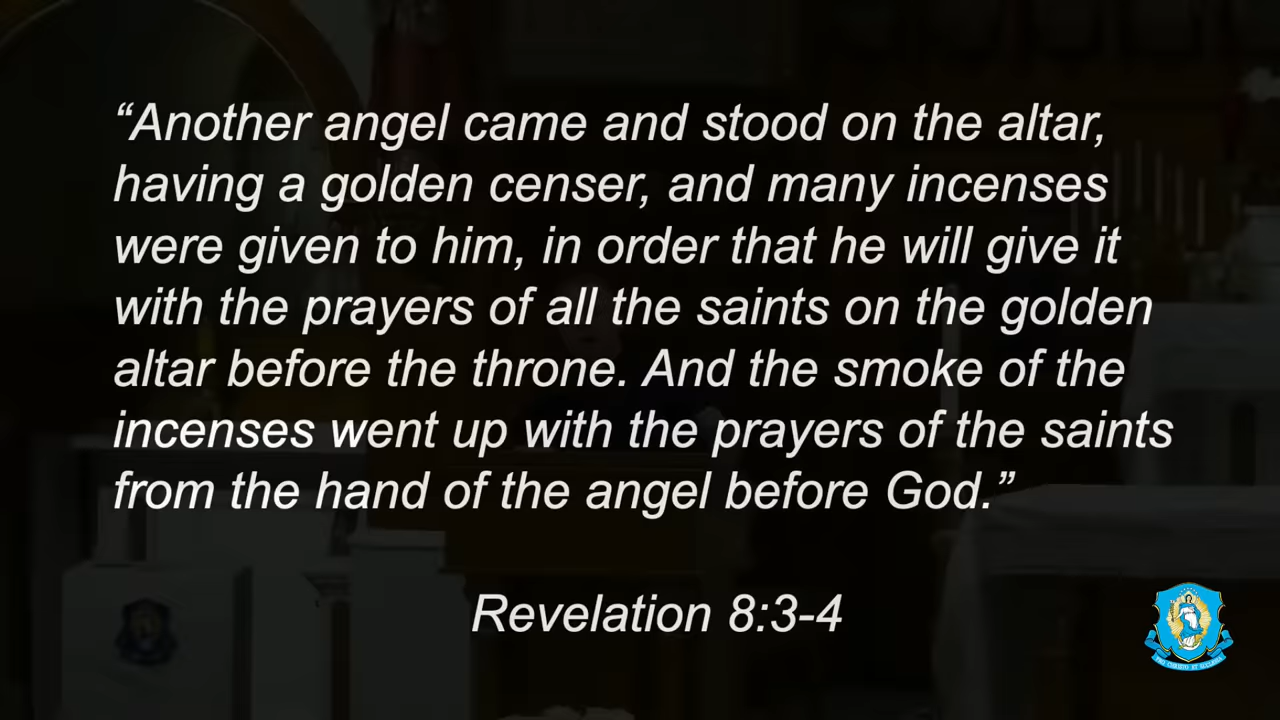 “Another angel came and stood on the altar,
having a golden censer, and many incenses
were given to him, in order that he will give it
with the prayers of all the saints on the golden
altar before the throne. And the smoke of the
incenses went up with the prayers of the saints
from the hand of the angel before God.”
Revelation 8:3-4